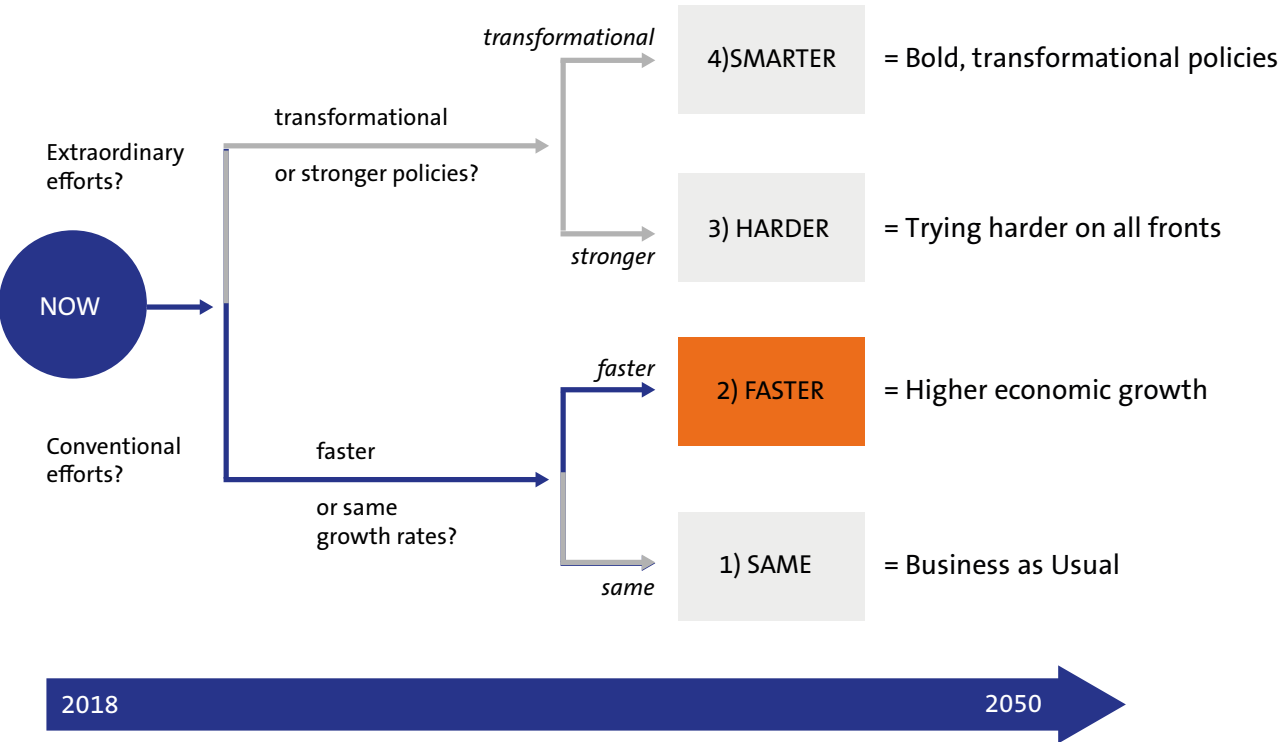 transformational
4)SMARTER
= Bold, transformational policies
transformational
or stronger policies?
Extraordinary
efforts?
3) HARDER
= Trying harder on all fronts
stronger
NOW
faster
2) FASTER
= Higher economic growth
Conventional
efforts?
faster
or same
growth rates?
1) SAME
= Business as Usual
same
2018
2050